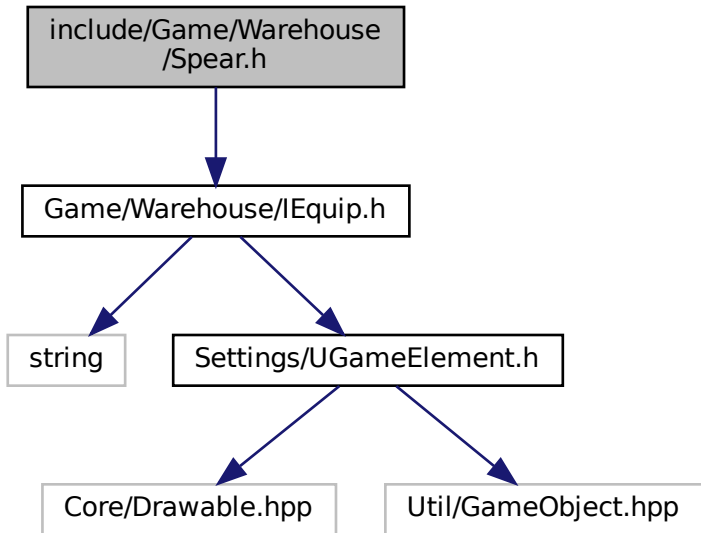 include/Game/Warehouse
/Spear.h
Game/Warehouse/IEquip.h
string
Settings/UGameElement.h
Core/Drawable.hpp
Util/GameObject.hpp